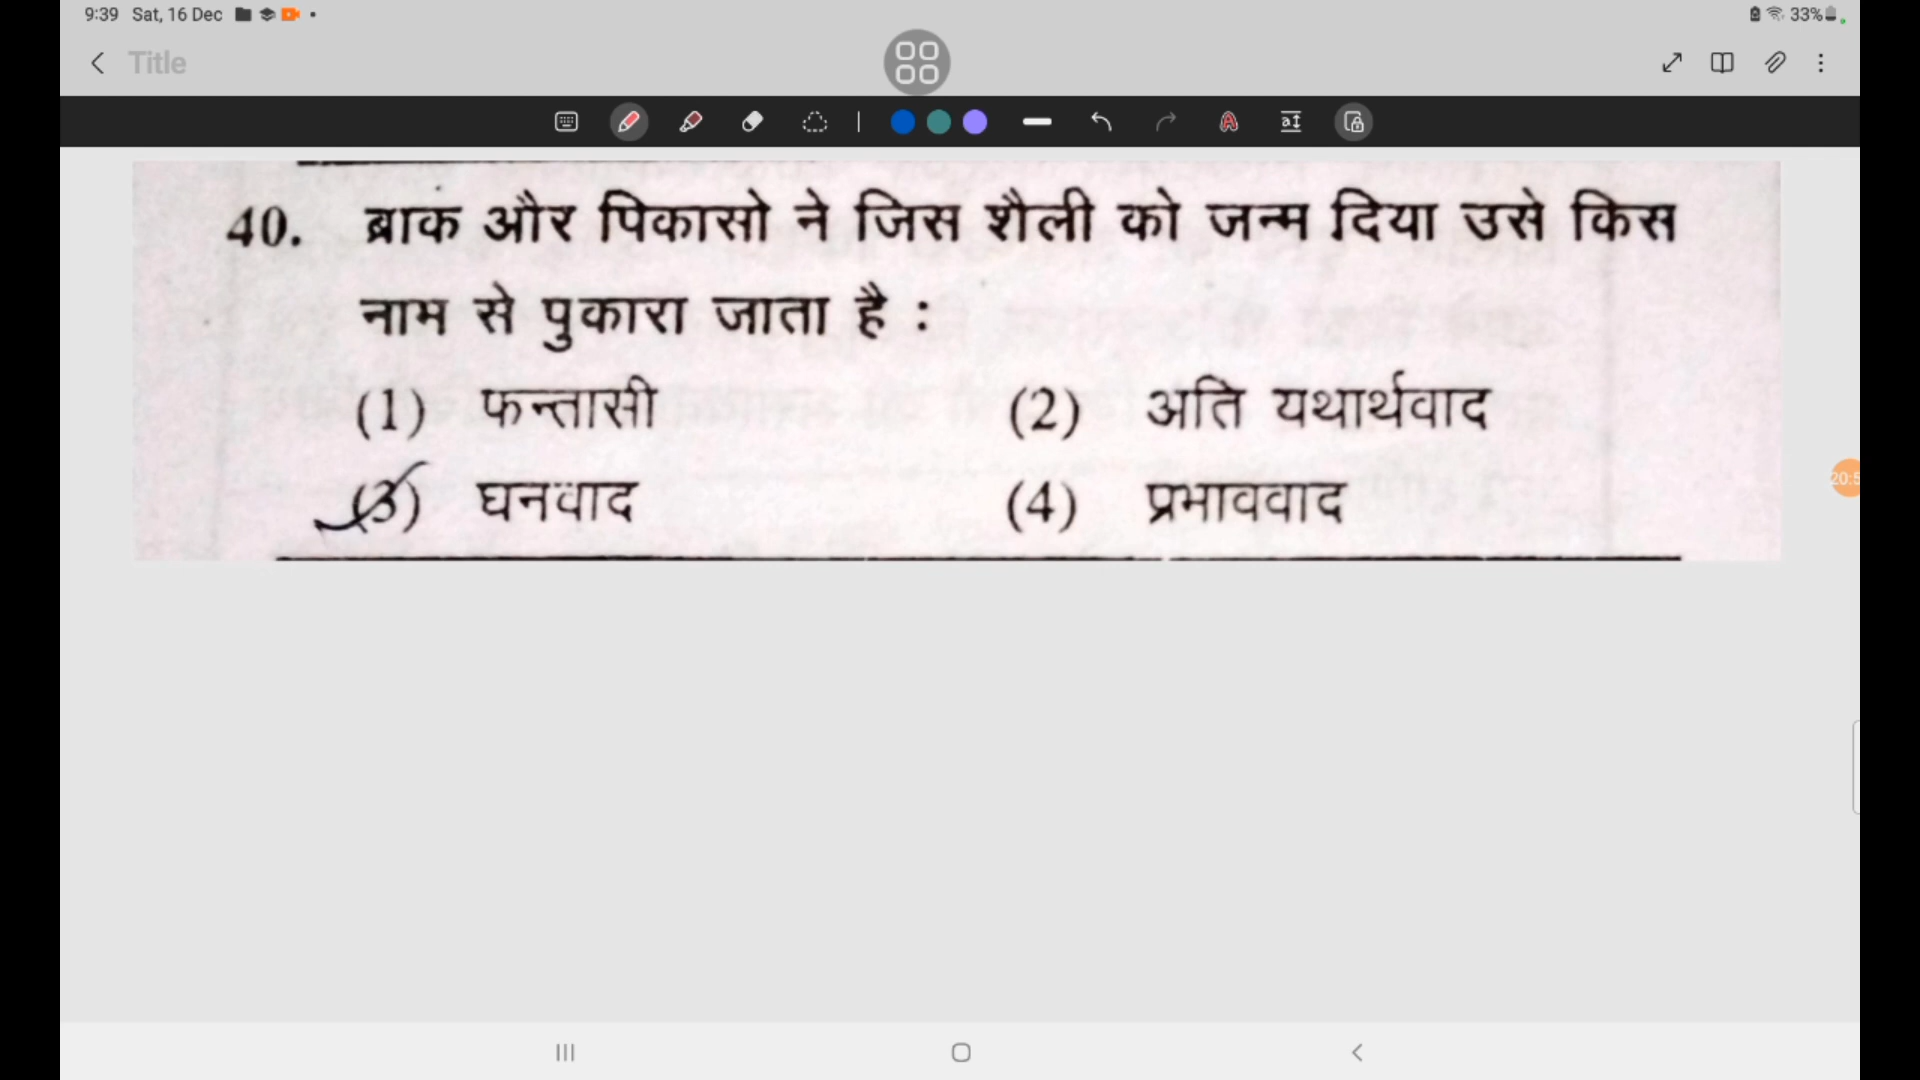 9:39 Sat, 16 Dec 33%
Title
40. ब्राक और पिकासो ने जिस शैली को जन्म दिया उसे किस
नाम से पुकारा जाता है :
(1) फन्तासी (2) अति यथार्थवाद
(3) घनवाद (4) प्रभाववाद